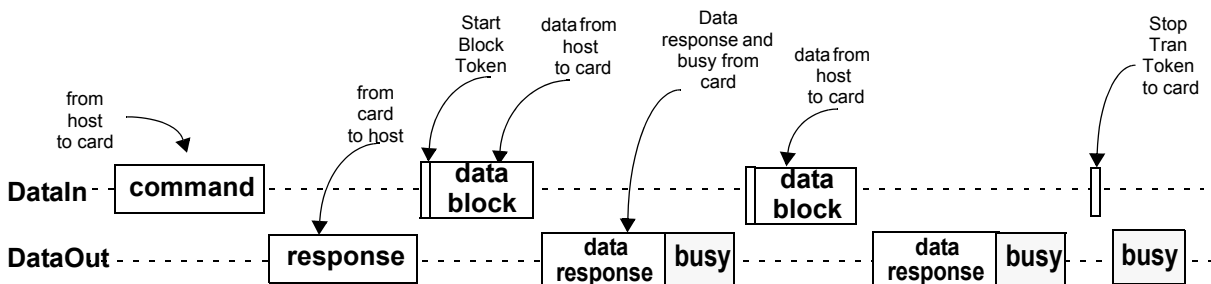 Start
Block
Token
data from
host
to card
Data
response and
busy from
card
Stop
Tran
Token
to card
from
host
to card
from
card
to host
data from
host
to card
DataIn
command
data
block
data
block
DataOut
response
data
response
busy
data
response
busy
busy